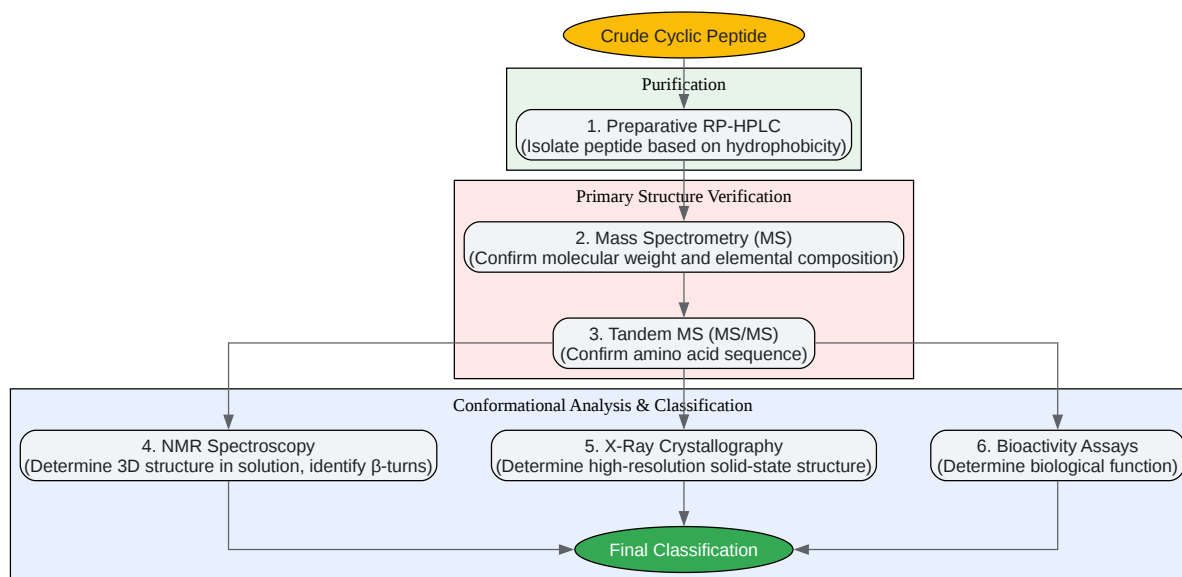 Crude Cyclic Peptide
Purification
1. Preparative RP-HPLC
(Isolate peptide based on hydrophobicity)
Primary Structure Verification
2. Mass Spectrometry (MS)
(Confirm molecular weight and elemental composition)
3. Tandem MS (MS/MS)
(Confirm amino acid sequence)
Conformational Analysis & Classification
4. NMR Spectroscopy
(Determine 3D structure in solution, identify β-turns)
5. X-Ray Crystallography
(Determine high-resolution solid-state structure)
6. Bioactivity Assays
(Determine biological function)
Final Classification